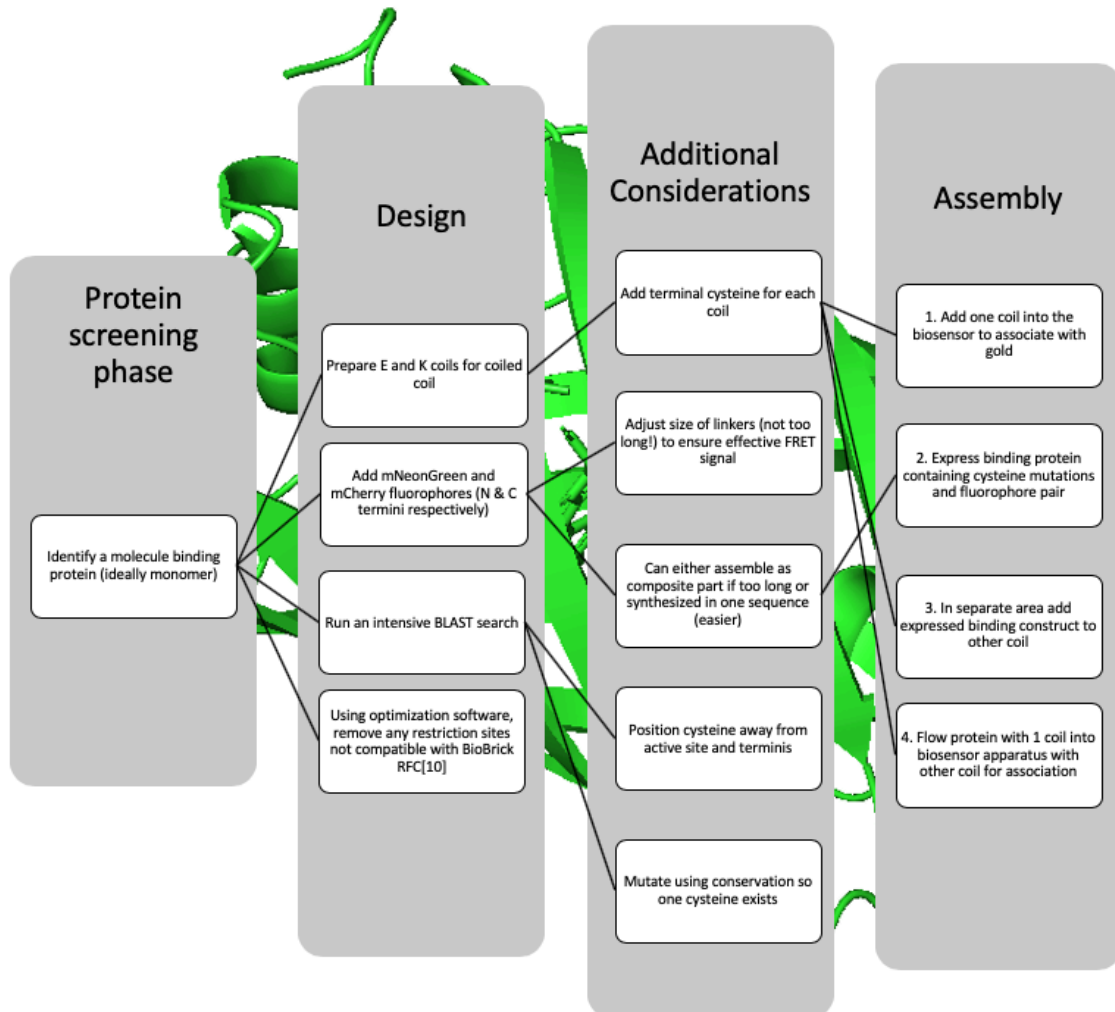 Protein
screening
phase
Identify a molecule binding
protein (ideally monomer)
Design
Prepare E and K coils for coiled
coil
Add mNeonGreen and
mCherry fluorophores (N & C
termini respectively)
Run an intensive BLAST search
Using optimization software,
remove any restriction sites
not compatible with BioBrick
RFC[10]
Additional
Considerations
Add terminal cysteine for each
coil
Adjust size of linkers (not too
long!) to ensure effective FRET
signal
Can either assemble as
composite part if too long or
synthesized in one sequence
(easier)
Position cysteine away from
active site and terminis
Mutate using conservation so
one cysteine exists
Assembly
1. Add one coil into the
biosensor to associate with
gold
2. Express binding protein
containing cysteine mutations
and fluorophore pair
3. In separate area add
expressed binding construct to
other coil
4. Flow protein with 1 coil into
biosensor apparatus with
other coil for association